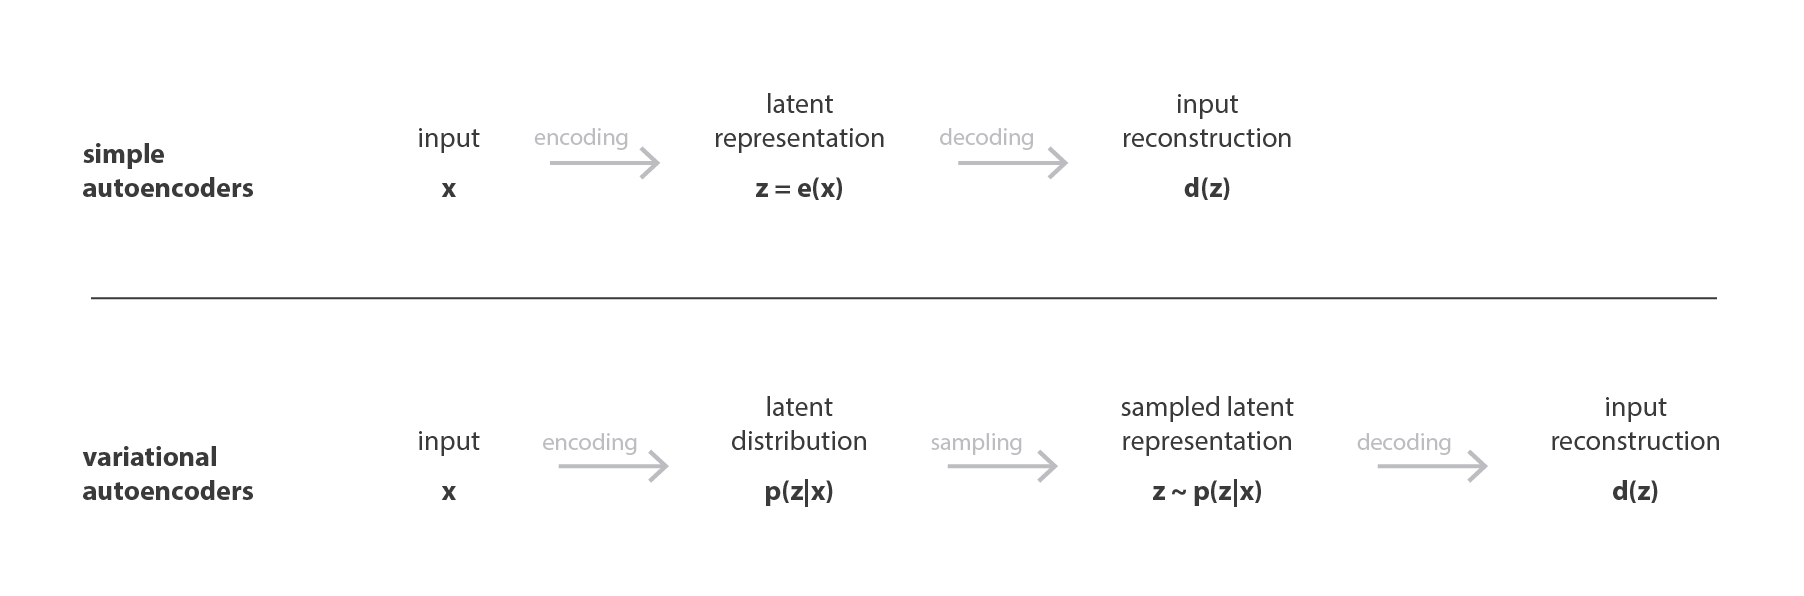 simple
autoencoders
input
x
encoding
latent
representation
z = e(x)
decoding
input
reconstruction
d(z)
variational
autoencoders
input
x
encoding
latent
distribution
p(z|x)
sampling
sampled latent
representation
z ~ p(z|x)
decoding
input
reconstruction
d(z)